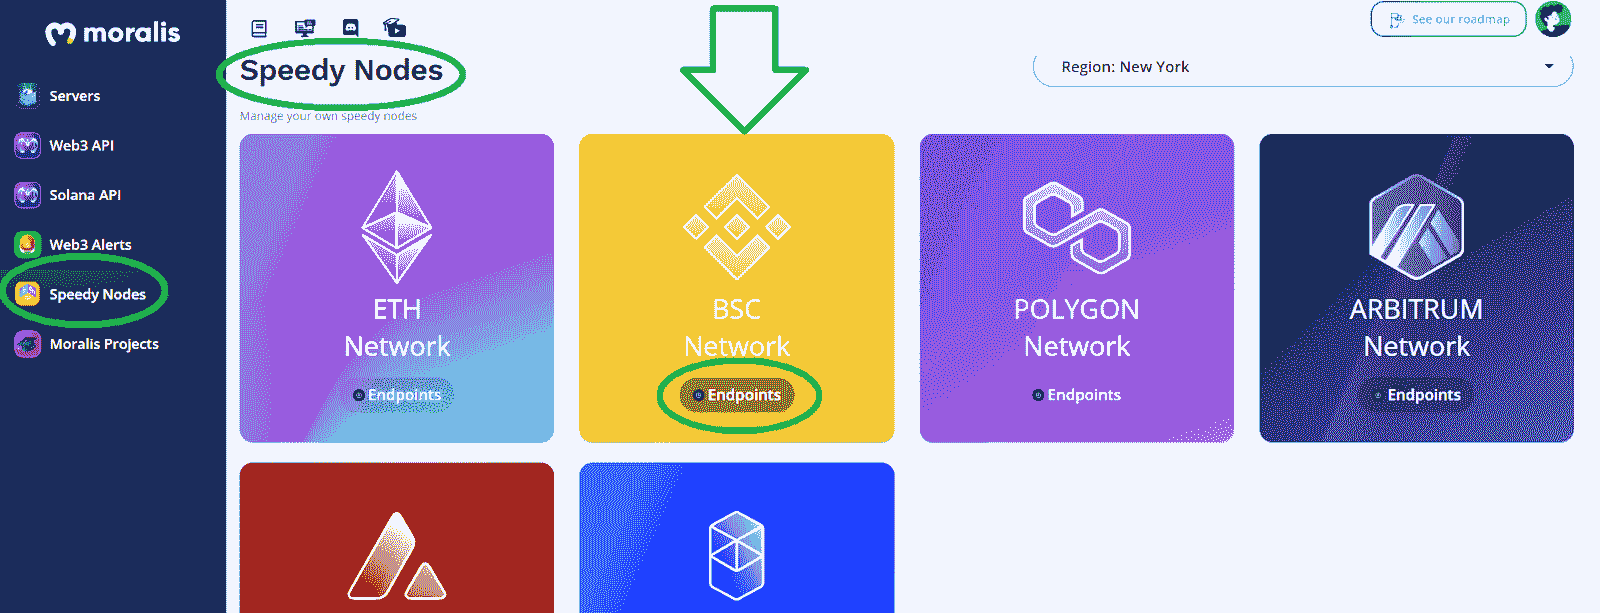 moralis
See our roadmap
Speedy Nodes
Region: New York
Manage your own speedy nodes
Servers
Web3 API
Solana API
Web3 Alerts
Speedy Nodes
Moralis Projects
ETH
Network
Endpoints
BSC
Network
Endpoints
POLYGON
Network
Endpoints
ARBITRUM
Network
Endpoints